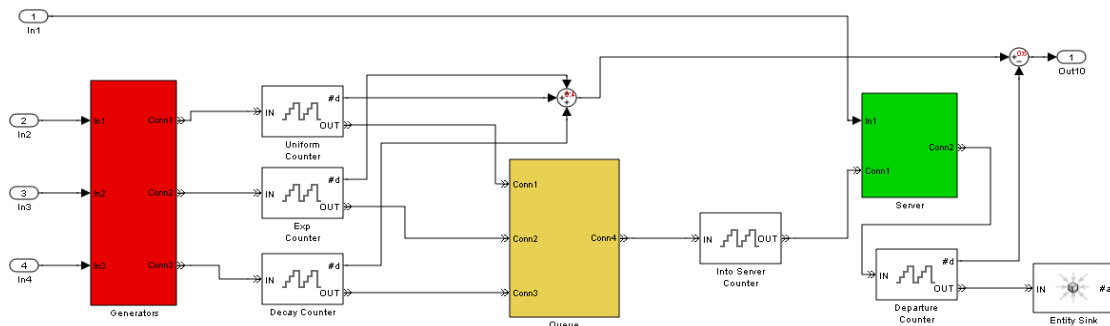 1
In1
2
In2
3
In3
4
In4
In1
In2
In3
Conn1
Conn2
Conn3
Generators
IN
#d
OUT
Uniform
Counter
IN
#d
OUT
Exp
Counter
IN
#d
OUT
Decay Counter
Conn1
Conn2
Conn3
Conn4
Queue
IN
OUT
Into Server
Counter
In1
Conn1
Conn2
Server
IN
#d
OUT
Departure
Counter
IN
#a
Entity Sink
1
Out10